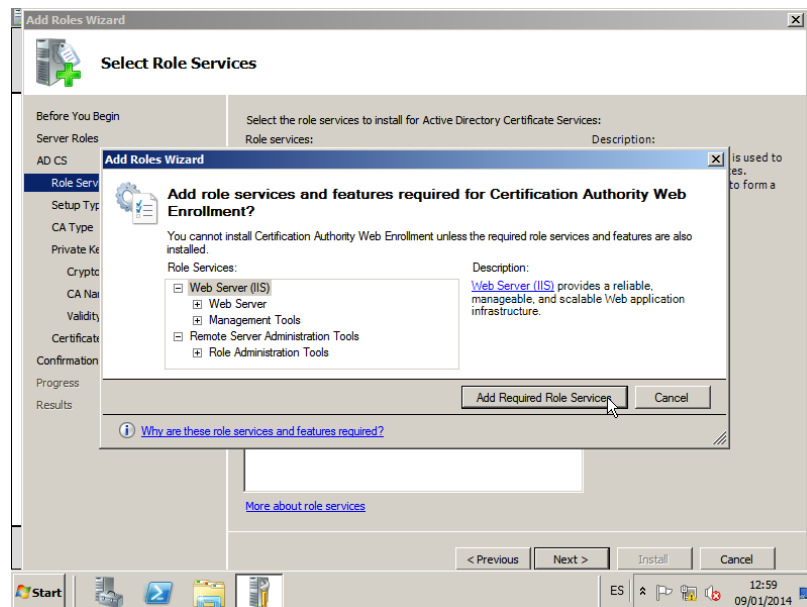 Add Roles Wizard
Select Role Services
Before You Begin
Server Roles
AD CS
Role Serv
Setup Typ
CA Type
Private Ke
Crypto
CA Nar
Validity
Certificate
Confirmation
Progress
Results
Select the role services to install for Active Directory Certificate Services:
Role services:
Description:
is used to
to form a
Add Roles Wizard
Add role services and features required for Certification Authority Web
Enrollment?
You cannot install Certification Authority Web Enrollment unless the required role services and features are also
installed.
Role Services:
Web Server (IIS)
Web Server
Management Tools
Remote Server Administration Tools
Role Administration Tools
Description:
Web Server (IIS) provides a reliable,
manageable, and scalable Web application
infrastructure.
Add Required Role Services
Cancel
Why are these role services and features required?
More about role services
< Previous
Next >
Install
Cancel
Start
ES
12:59
09/01/2014